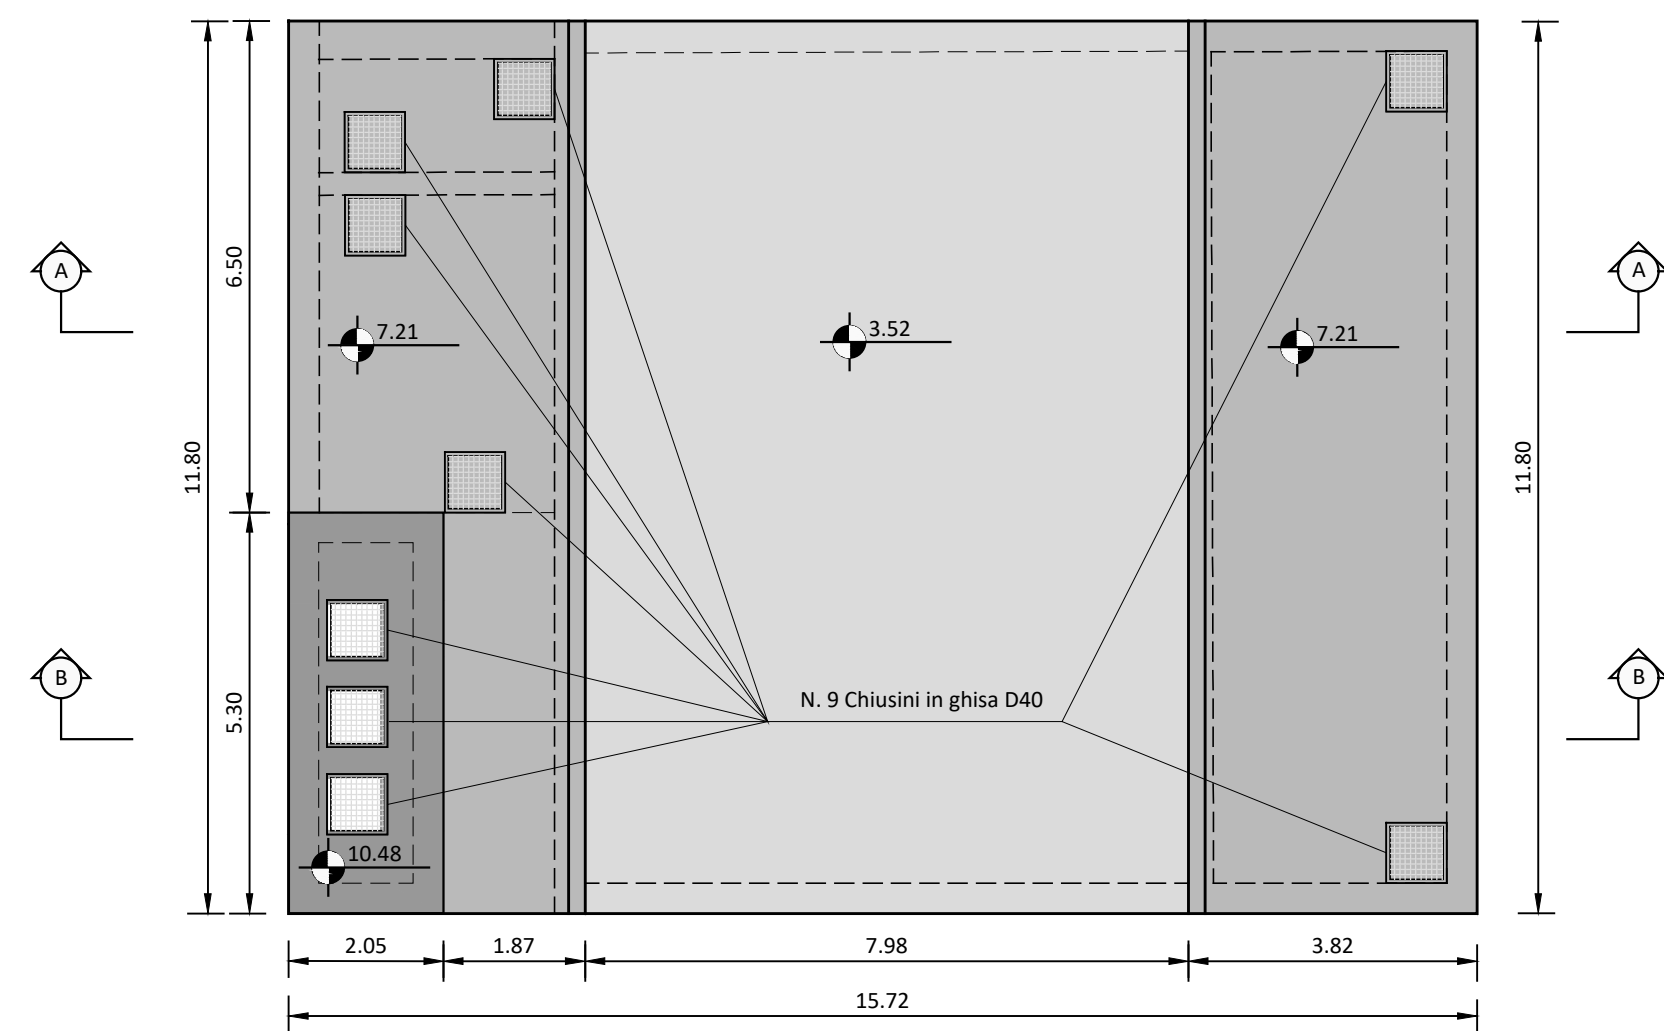 6.50
A
A
7.21
3.52
7.21
11.80
11.80
B
B
5.30
N. 9 Chiusini in ghisa D40
10.48
2.05
1.87
7.98
3.82
15.72